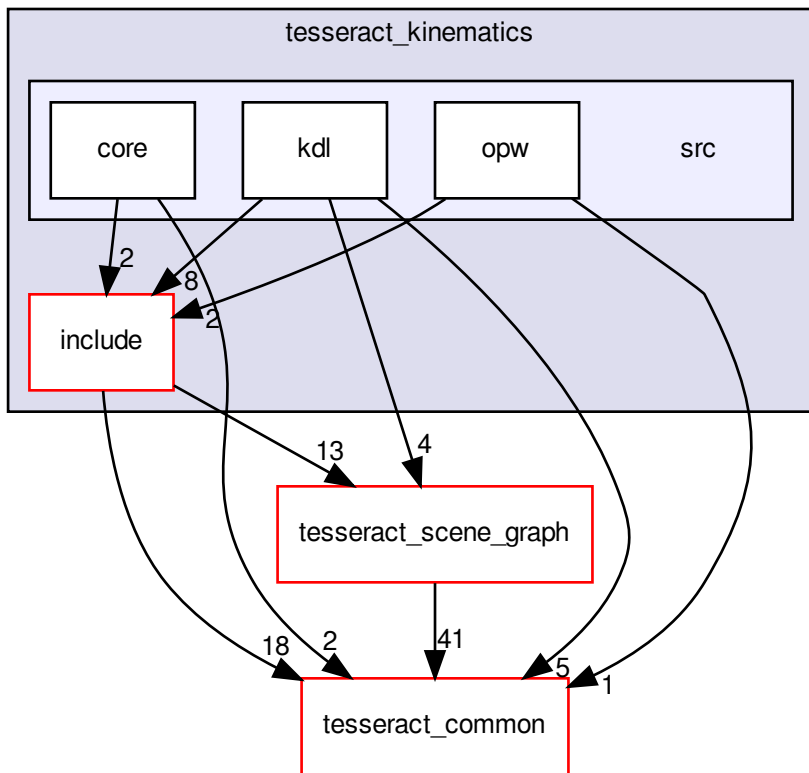 tesseract_kinematics
core
kdl
opw
src
2
8
2
include
13
4
tesseract_scene_graph
18
2
41
5
1
tesseract_common